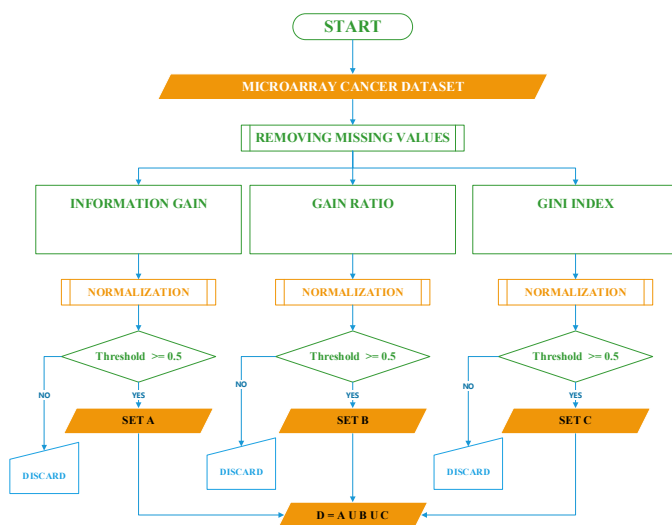 START
MICROARRAY CANCER DATASET
REMOVING MISSING VALUES
INFORMATION GAIN
GAIN RATIO
GINI INDEX
NORMALIZATION
NORMALIZATION
NORMALIZATION
Threshold >= 0.5
Threshold >= 0.5
Threshold >= 0.5
NO
YES
NO
YES
NO
YES
SET A
SET B
SET C
DISCARD
DISCARD
DISCARD
D = A U B U C